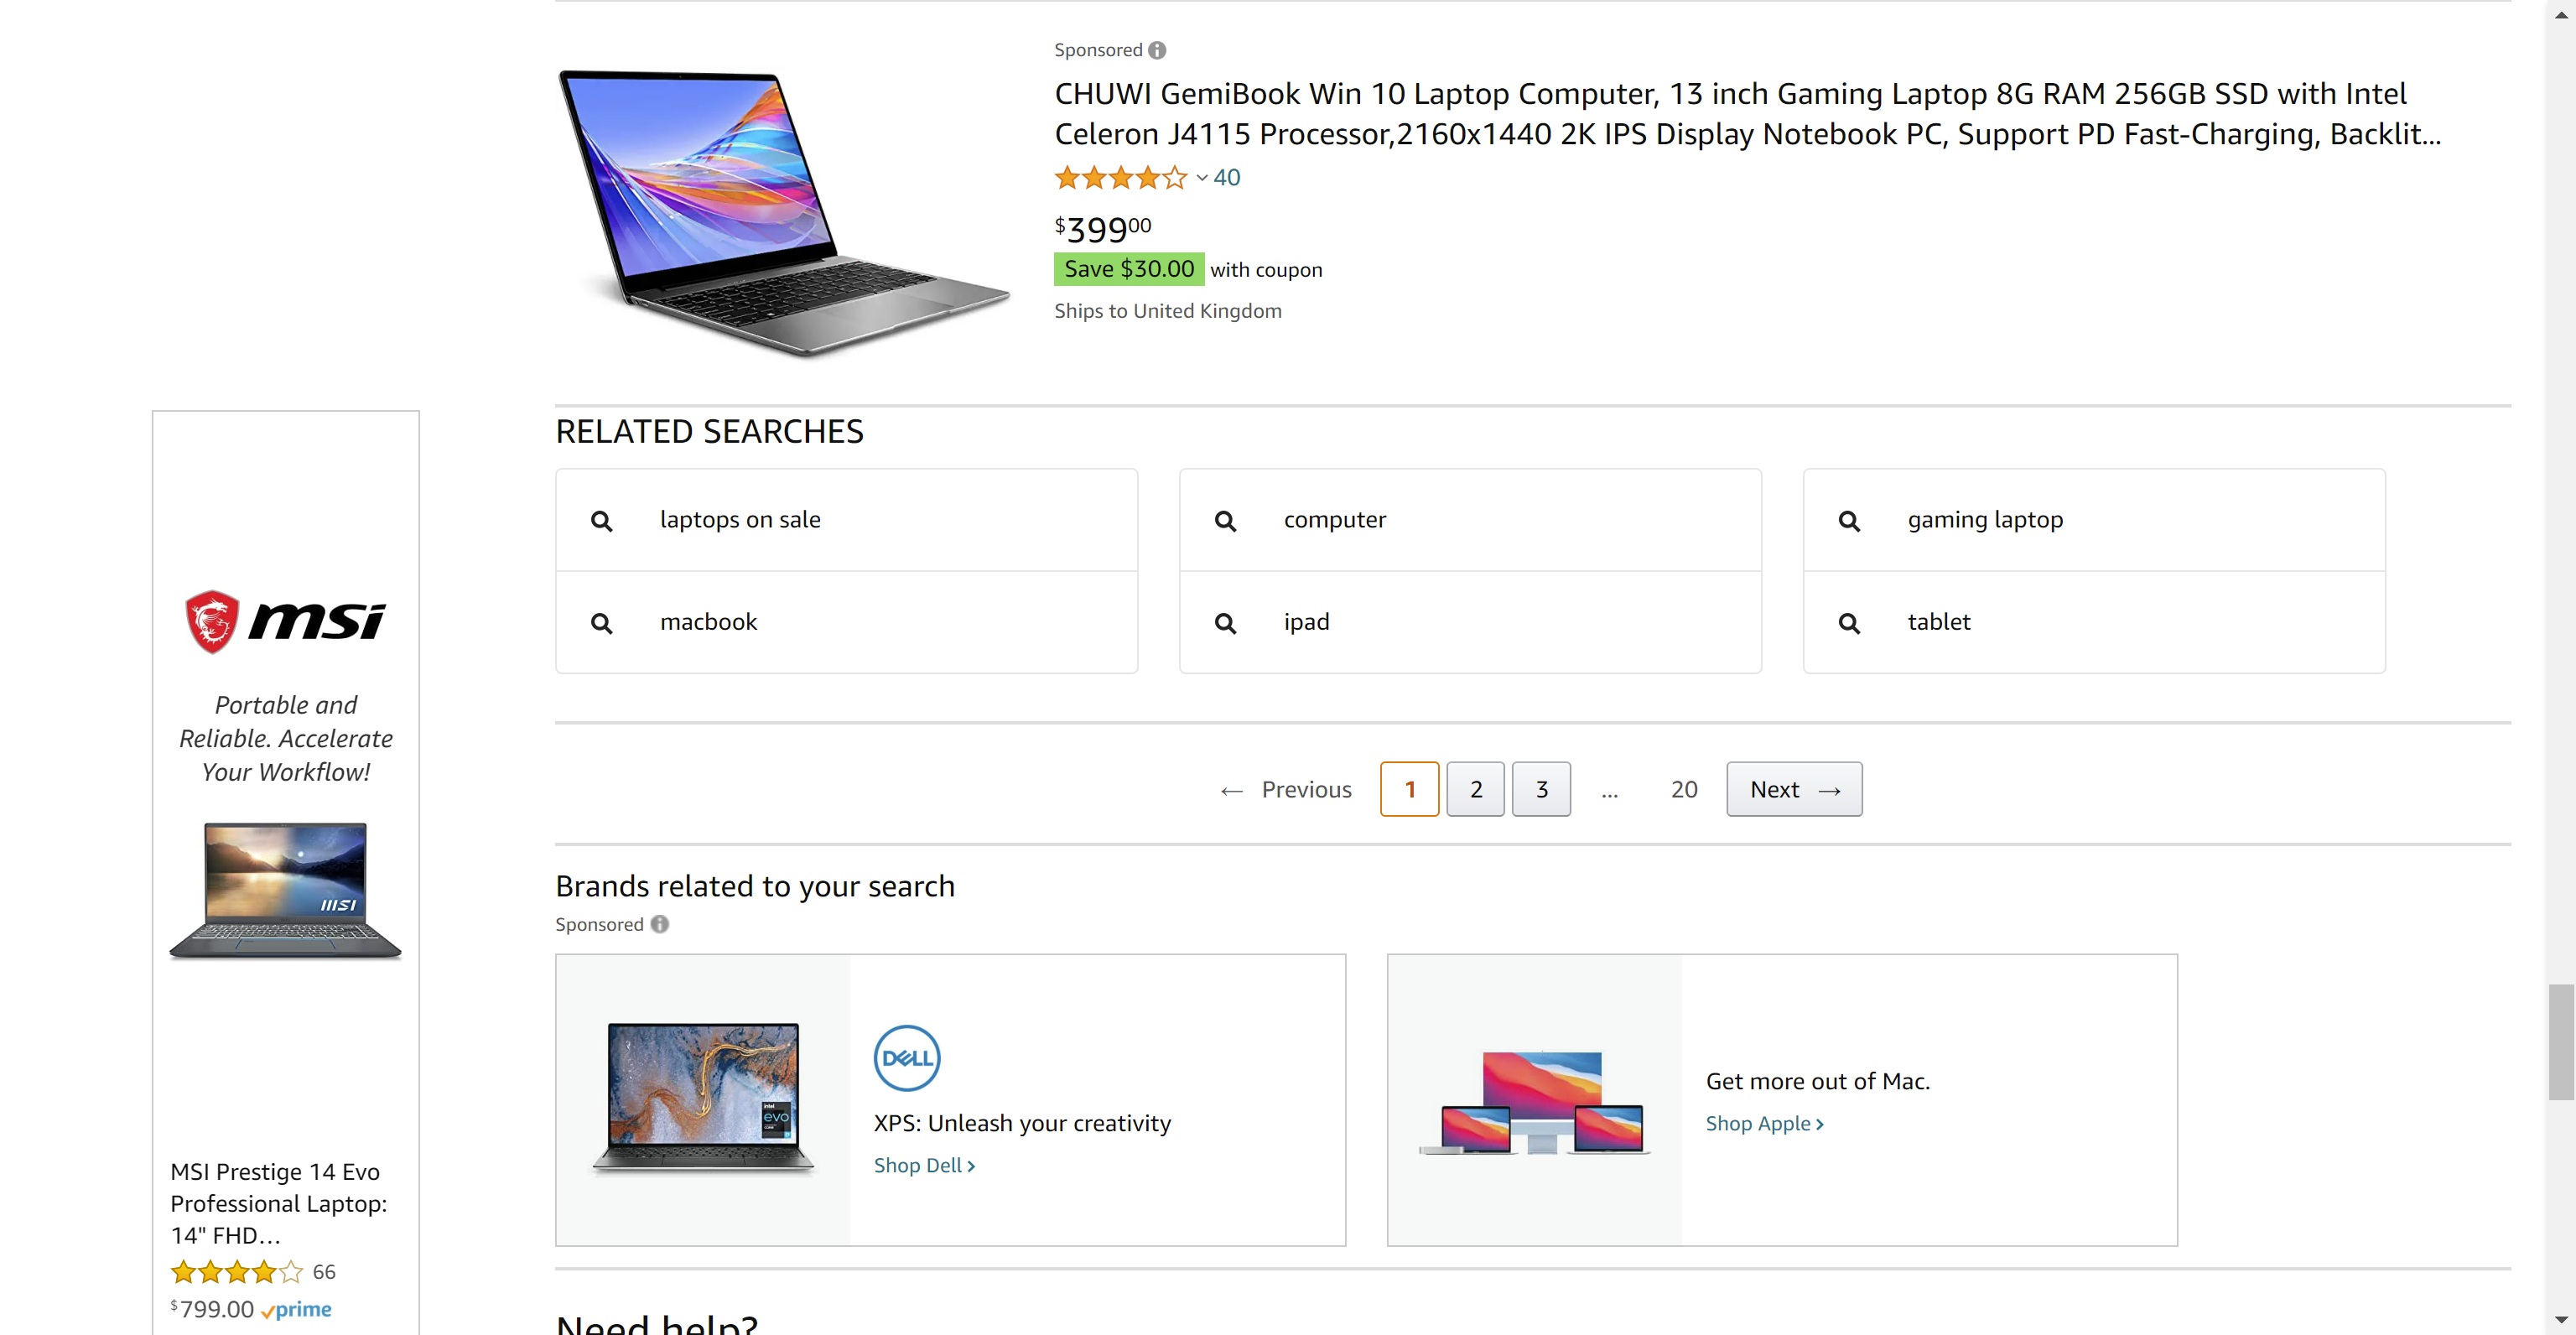 Sponsored
CHUWI GemiBook Win 10 Laptop Computer, 13 inch Gaming Laptop 8G RAM 256GB SSD with Intel
Celeron J4115 Processor,2160x1440 2K IPS Display Notebook PC, Support PD Fast-Charging, Backlit...
40
$39900
Save $30.00 with coupon
Ships to United Kingdom
RELATED SEARCHES
laptops on sale
computer
gaming laptop
macbook
ipad
tablet
← Previous 1 2 3 ... 20 Next →
Brands related to your search
Sponsored
intel
evo
DELL
XPS: Unleash your creativity
Shop Dell ›
Get more out of Mac.
Shop Apple ›
Need help?
msi
Portable and
Reliable. Accelerate
Your Workflow!
msi
MSI Prestige 14 Evo
Professional Laptop:
14" FHD...
66
$799.00 prime